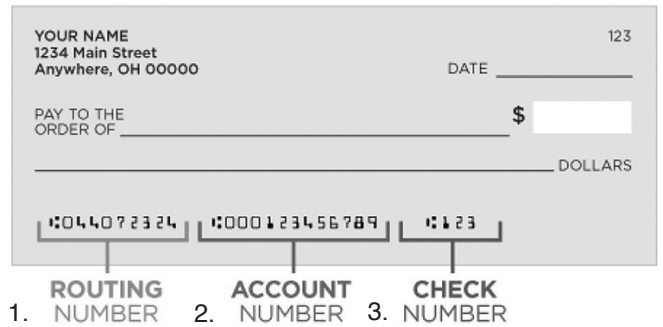 YOUR NAME 123
1234 Main Street
Anywhere, OH 00000
DATE
PAY TO THE
ORDER OF $
DOLLARS
⑆044072324 ⑆000123456789 ⑆123
ROUTING ACCOUNT CHECK
1. NUMBER 2. NUMBER 3. NUMBER